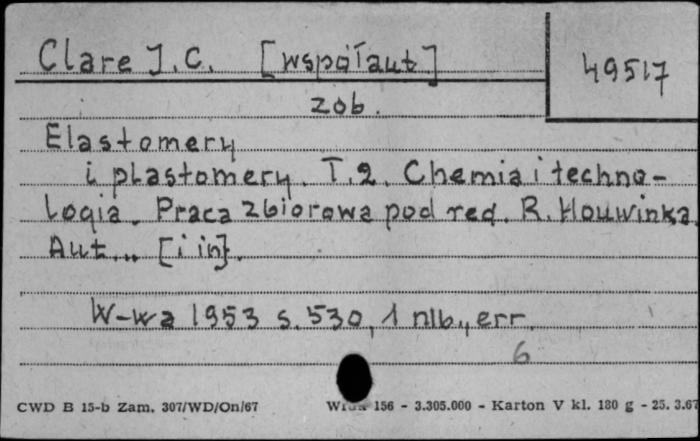 Clare J.C. [współaut] 49517
zob.
Elastomery
i plastomery. T.2. Chemia i techno-
logia. Praca zbiorowa pod red. R. Houwinka.
Aut... [i in].
W-wa 1953 s. 530, 1 nlb., err.
6
CWD B 15-b Zam. 307/WD/On/67 156 - 3.305.000 - Karton V kl. 180 g - 25. 3.67